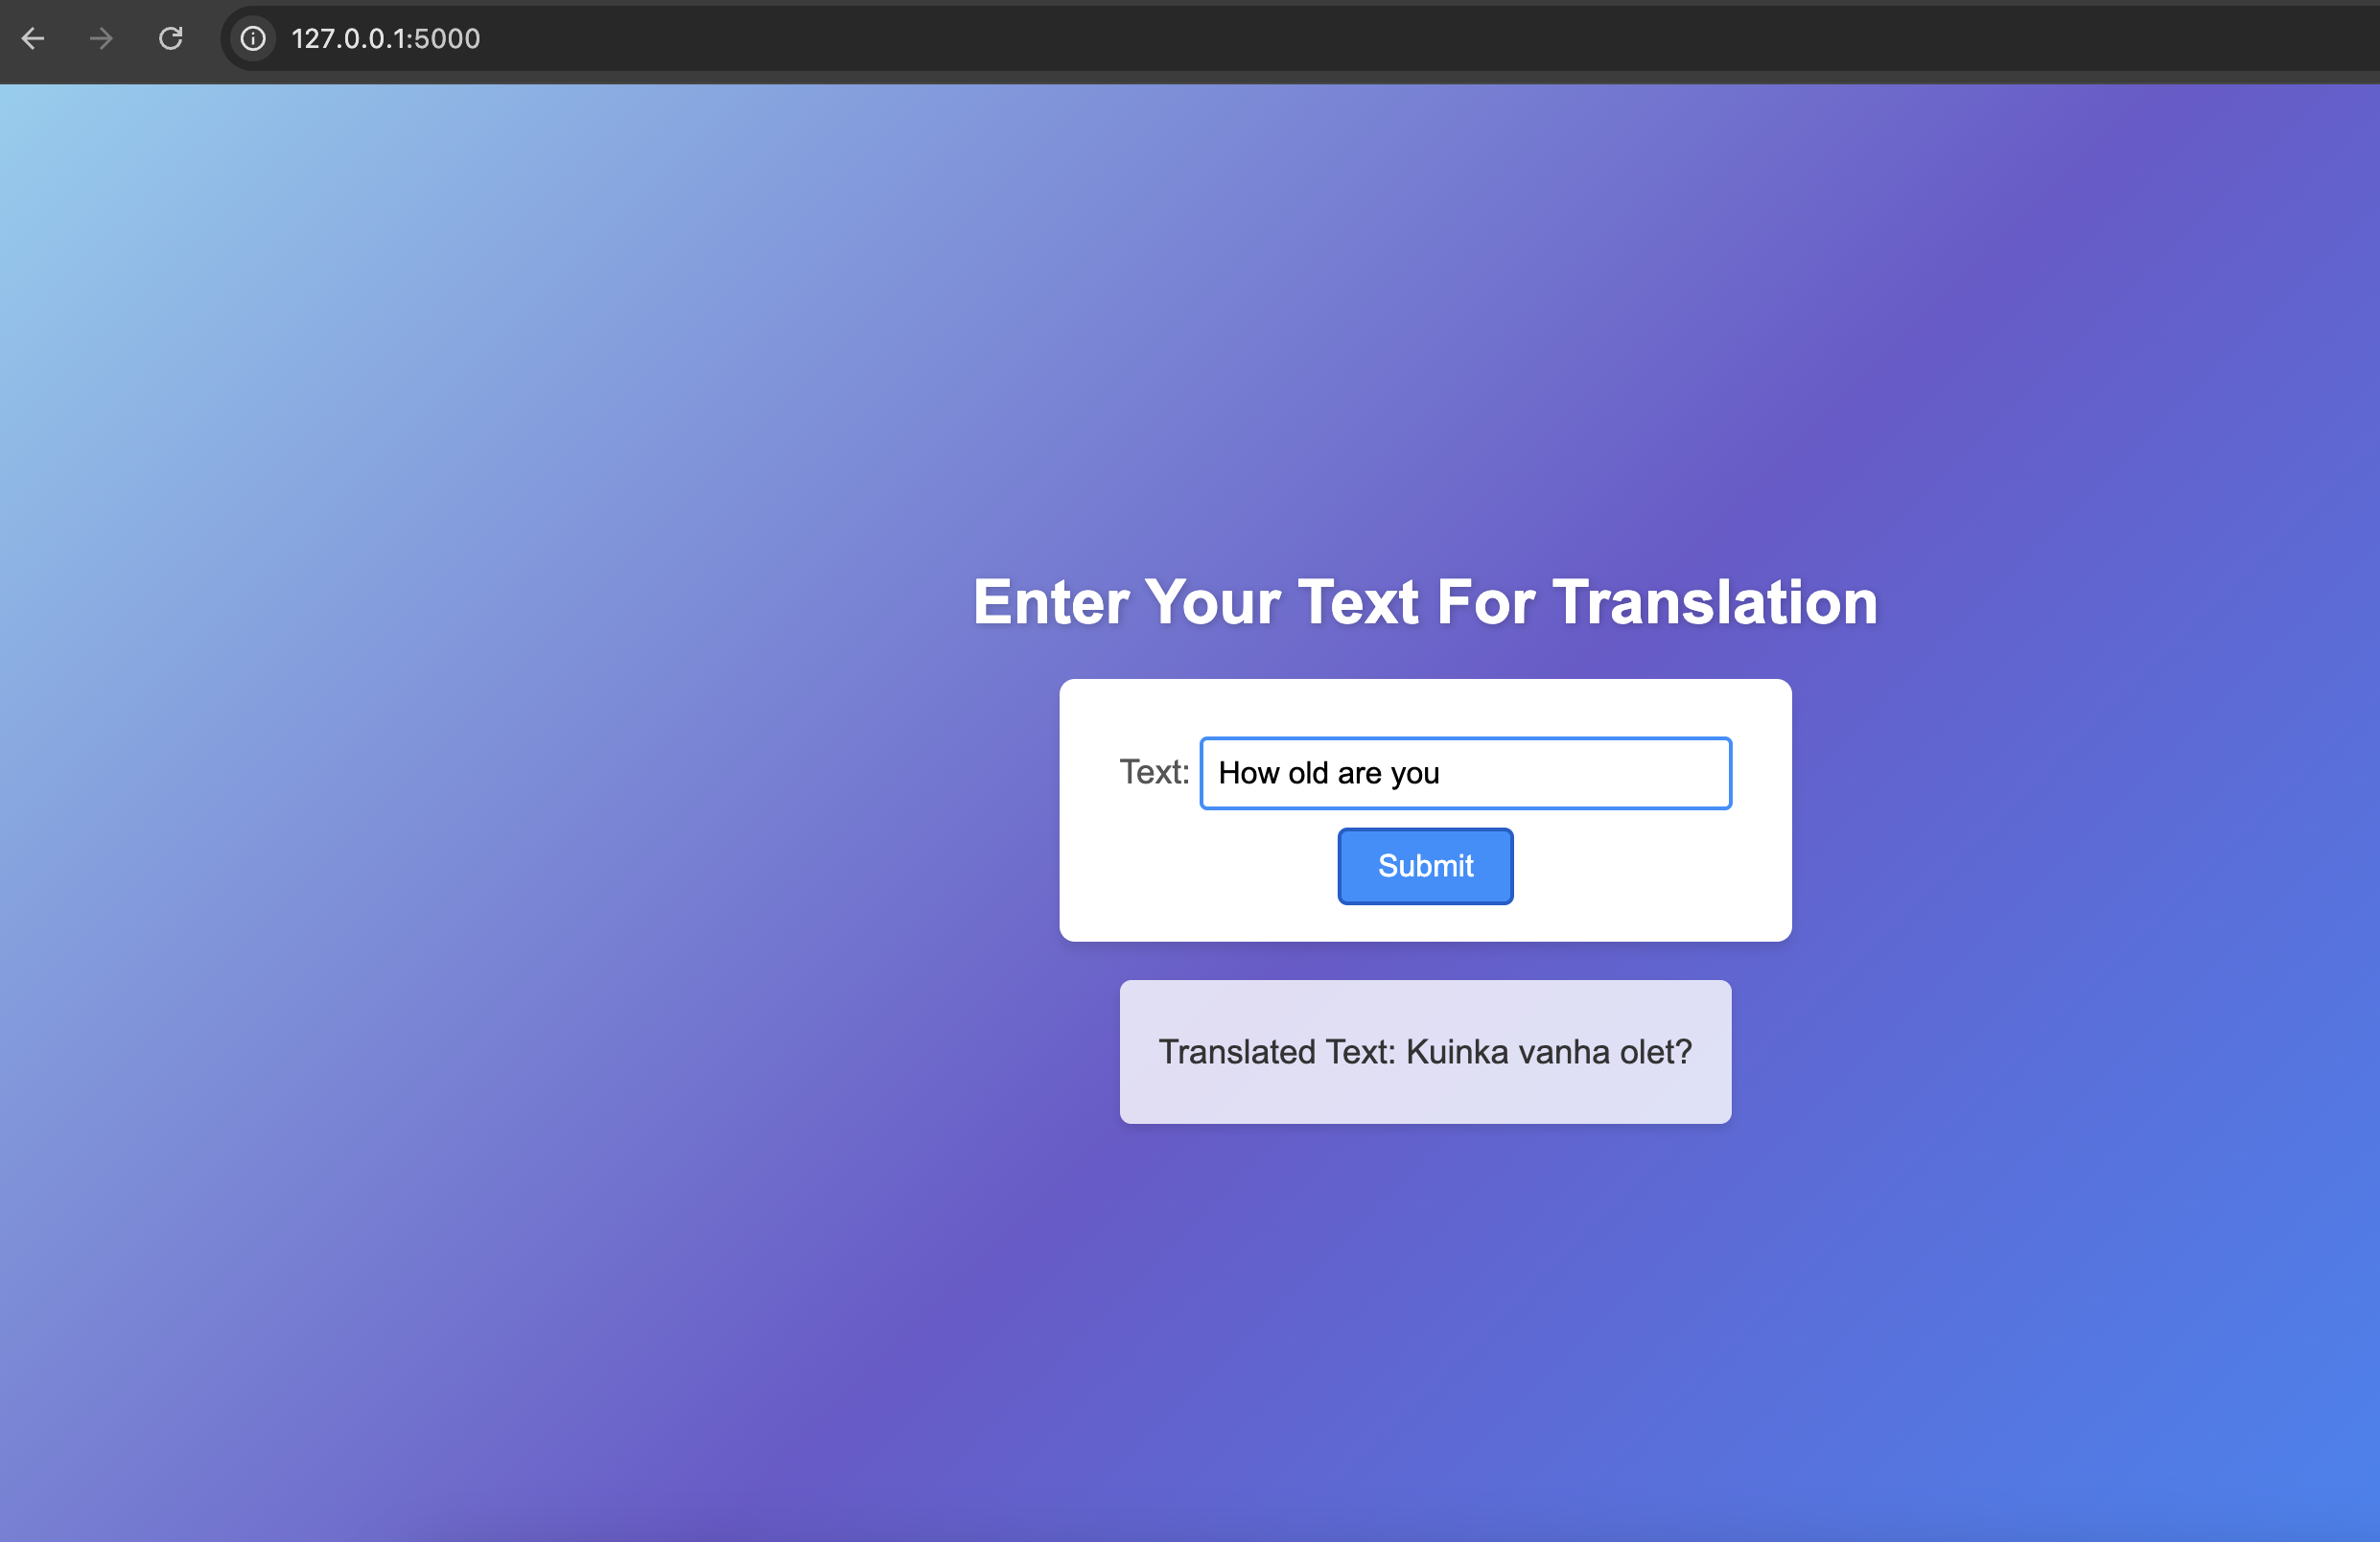 127.0.0.1:5000
Enter Your Text For Translation
Text: How old are you
Submit
Translated Text: Kuinka vanha olet?